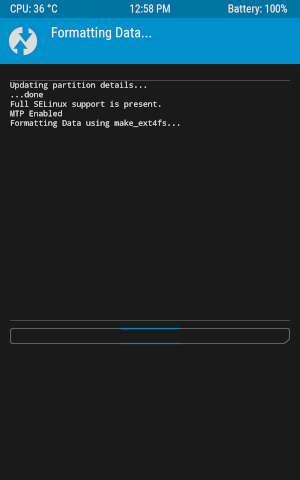 CPU: 36 °C 12:58 PM Battery: 100%
Formatting Data...
Updating partition details...
...done
Full SELinux support is present.
MTP Enabled
Formatting Data using make_ext4fs...